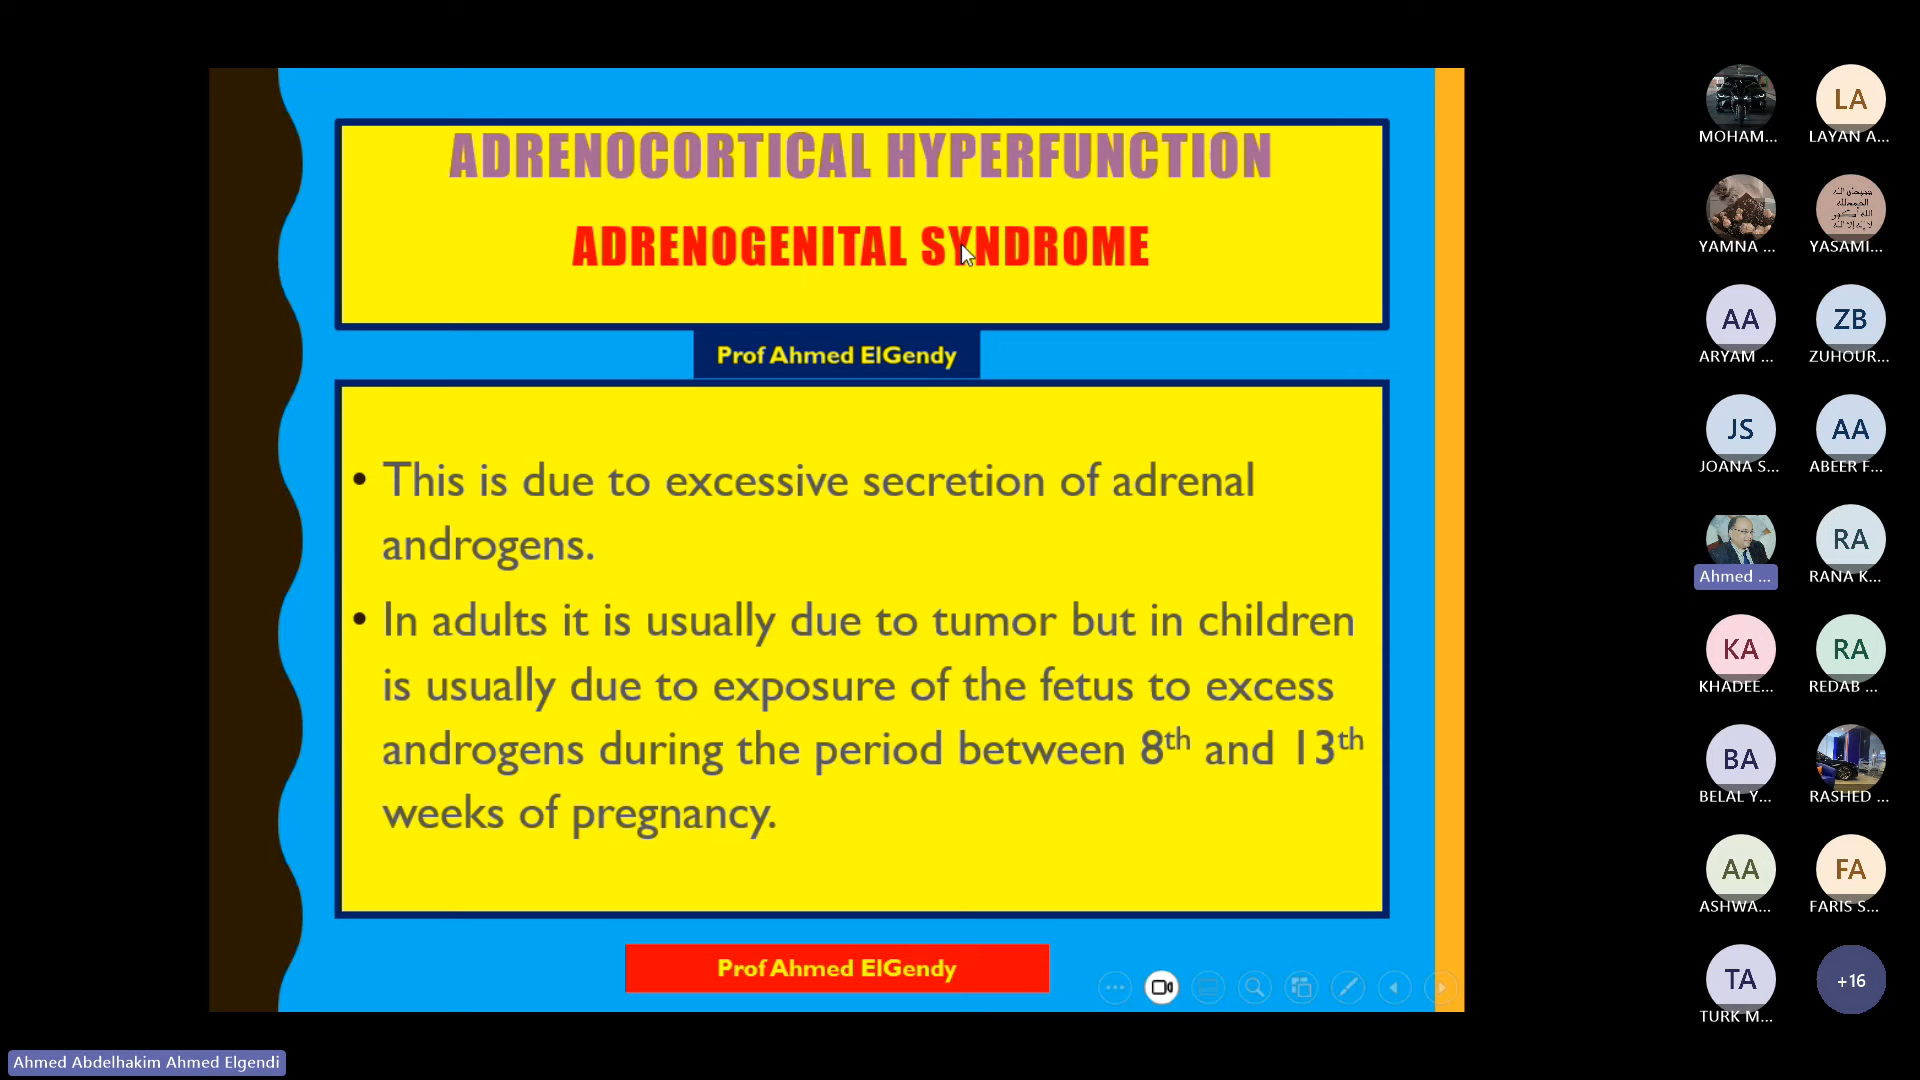 ADRENOCORTICAL HYPERFUNCTION
ADRENOGENITAL SYNDROME
Prof Ahmed ElGendy
• This is due to excessive secretion of adrenal
androgens.
• In adults it is usually due to tumor but in children
is usually due to exposure of the fetus to excess
androgens during the period between 8th and 13th
weeks of pregnancy.
Prof Ahmed ElGendy
LA
MOHAM... LAYAN A...
YAMNA ... YASAMI...
AA ZB
ARYAM ... ZUHOUR...
JS AA
JOANA S... ABEER F...
RA
Ahmed ... RANA K...
KA RA
KHADEE... REDAB ...
BA
BELAL Y... RASHED ...
AA FA
ASHWA... FARIS S...
TA +16
TURK M...
Ahmed Abdelhakim Ahmed Elgendi